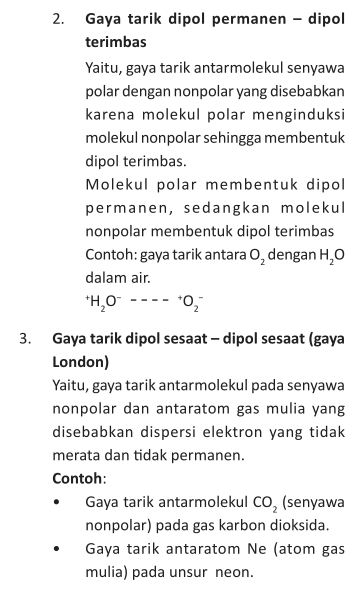 2. Gaya tarik dipol permanen – dipol
terimbas
Yaitu, gaya tarik antarmolekul senyawa
polar dengan nonpolar yang disebabkan
karena molekul polar menginduksi
molekul nonpolar sehingga membentuk
dipol terimbas.
Molekul polar membentuk dipol
permanen, sedangkan molekul
nonpolar membentuk dipol terimbas
Contoh: gaya tarik antara O₂ dengan H₂O
dalam air.
⁺H₂O⁻ - - - - ⁺O₂⁻
3. Gaya tarik dipol sesaat – dipol sesaat (gaya
London)
Yaitu, gaya tarik antarmolekul pada senyawa
nonpolar dan antaratom gas mulia yang
disebabkan dispersi elektron yang tidak
merata dan tidak permanen.
Contoh:
• Gaya tarik antarmolekul CO₂ (senyawa
nonpolar) pada gas karbon dioksida.
• Gaya tarik antaratom Ne (atom gas
mulia) pada unsur neon.